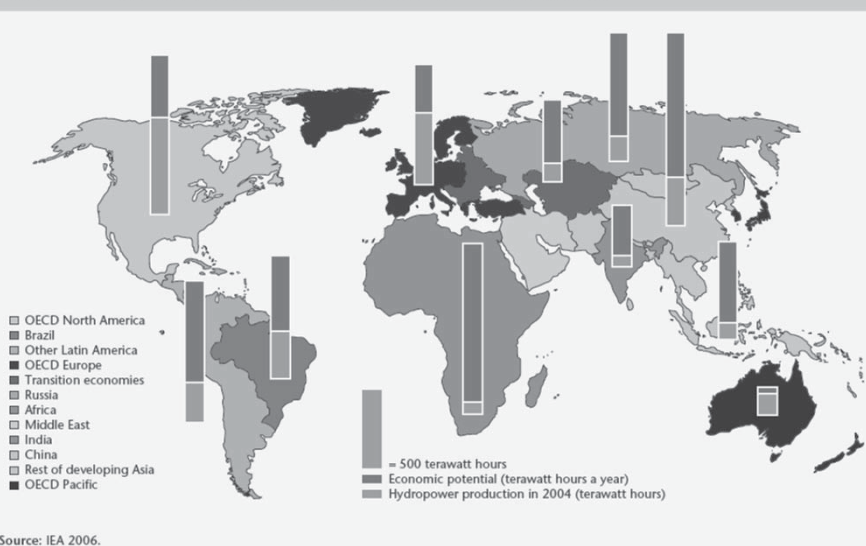 OECD North America
Brazil
Other Latin America
OECD Europe
Transition economies
Russia
Africa
Middle East
India
China
Rest of developing Asia
OECD Pacific
= 500 terawatt hours
Economic potential (terawatt hours a year)
Hydropower production in 2004 (terawatt hours)
Source: IEA 2006.